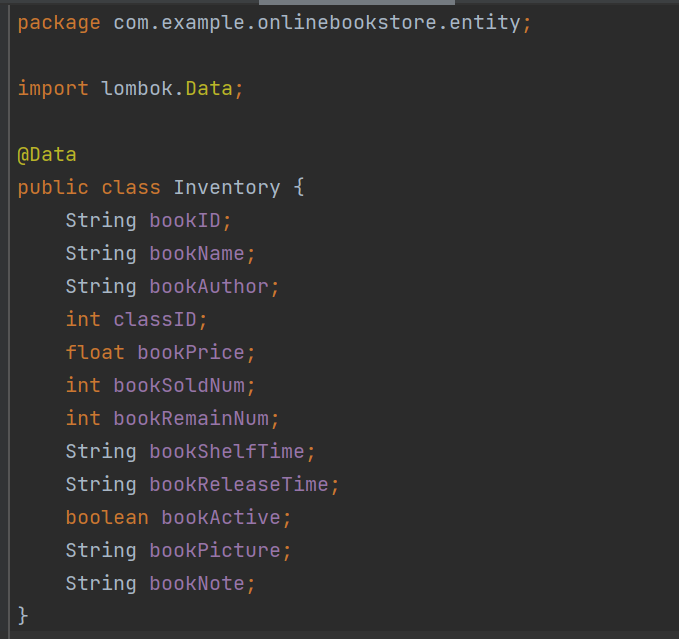 package com.example.onlinebookstore.entity;
import lombok.Data;
@Data
public class Inventory {
String bookID;
String bookName;
String bookAuthor;
int classID;
float bookPrice;
int bookSoldNum;
int bookRemainNum;
String bookShelfTime;
String bookReleaseTime;
boolean bookActive;
String bookPicture;
String bookNote;
}